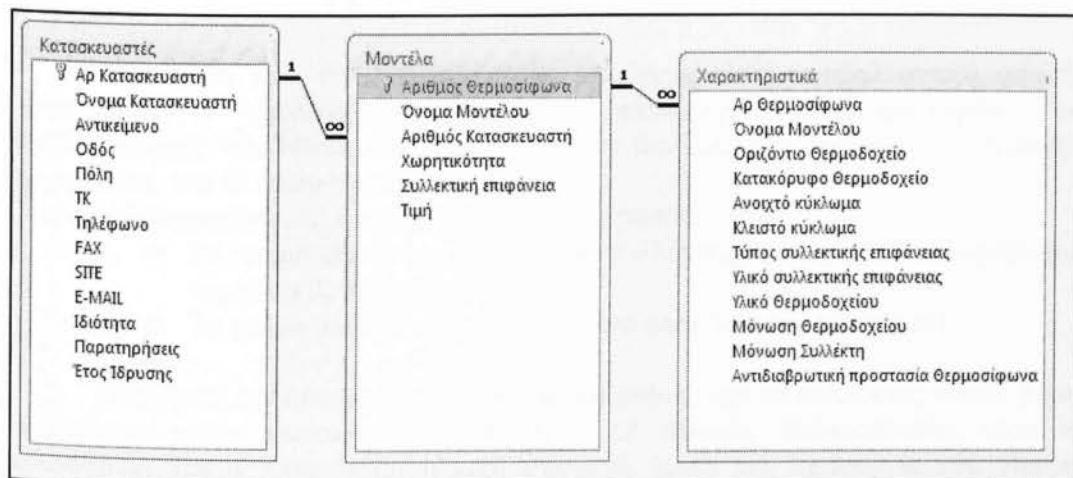 Κατασκευαστές
Αρ Κατασκευαστή
Όνομα Κατασκευαστή
Αντικείμενο
Οδός
Πόλη
ΤΚ
Τηλέφωνο
FAX
SITE
E-MAIL
Ιδιότητα
Παρατηρήσεις
Έτος Ίδρυσης
1
∞
Μοντέλα
Αριθμος Θερμοσίφωνα
Όνομα Μοντέλου
Αριθμός Κατασκευαστή
Χωρητικότητα
Συλλεκτική επιφάνεια
Τιμή
1
∞
Χαρακτηριστικά
Αρ Θερμοσίφωνα
Όνομα Μοντέλου
Οριζόντιο Θερμοδοχείο
Κατακόρυφο Θερμοδοχείο
Ανοιχτό κύκλωμα
Κλειστό κύκλωμα
Τύπος συλλεκτικής επιφάνειας
Υλικό συλλεκτικής επιφάνειας
Υλικό Θερμοδοχείου
Μόνωση Θερμοδοχείου
Μόνωση Συλλέκτη
Αντιδιαβρωτική προστασία Θερμοσίφωνα